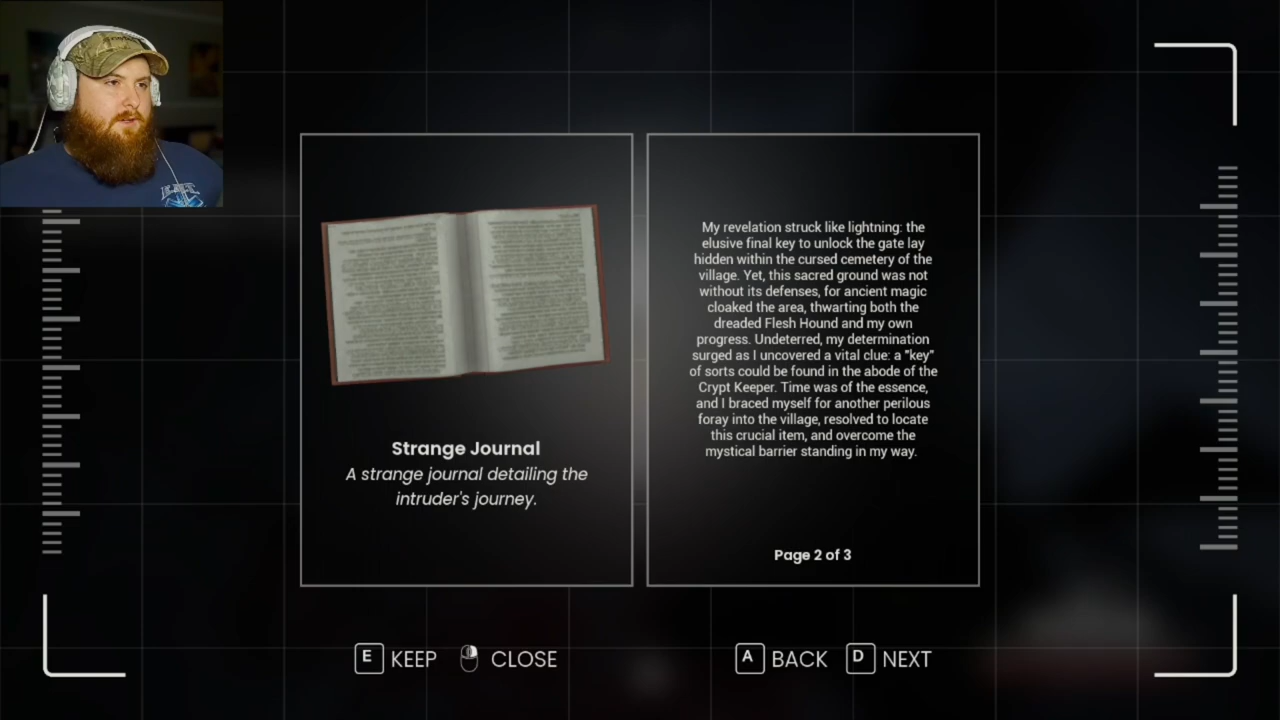 Strange Journal
A strange journal detailing the
intruder's journey.
My revelation struck like lightning: the
elusive final key to unlock the gate lay
hidden within the cursed cemetery of the
village. Yet, this sacred ground was not
without its defenses, for ancient magic
cloaked the area, thwarting both the
dreaded Flesh Hound and my own
progress. Undeterred, my determination
surged as I uncovered a vital clue: a "key"
of sorts could be found in the abode of the
Crypt Keeper. Time was of the essence,
and I braced myself for another perilous
foray into the village, resolved to locate
this crucial item, and overcome the
mystical barrier standing in my way.
Page 2 of 3
E KEEP CLOSE A BACK D NEXT